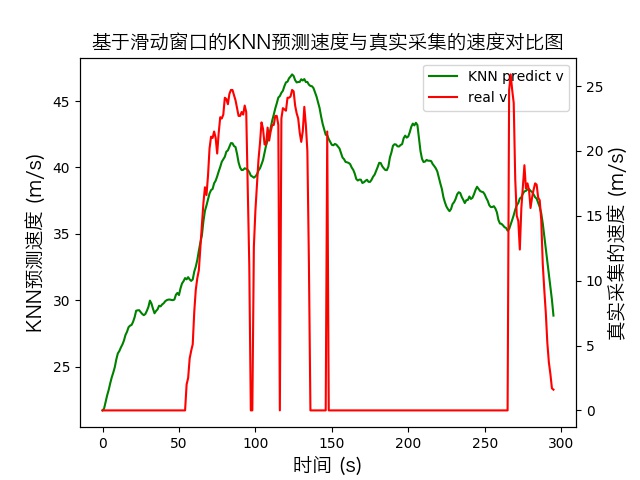 基于滑动窗口的KNN预测速度与真实采集的速度对比图
KNN predict v
real v
KNN预测速度 (m/s)
45
40
35
30
25
真实采集的速度 (m/s)
25
20
15
10
5
0
0 50 100 150 200 250 300
时间 (s)